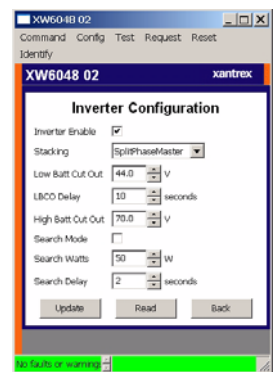 XW6048 02
Command Config Test Request Reset
Identify
XW6048 02 xantrex
Inverter Configuration
Inverter Enable
Stacking SplitPhaseMaster
Low Batt Cut Out 44.0 V
LBCO Delay 10 seconds
High Batt Cut Out 70.0 V
Search Mode
Search Watts 50 W
Search Delay 2 seconds
Update Read Back
No faults or warnings